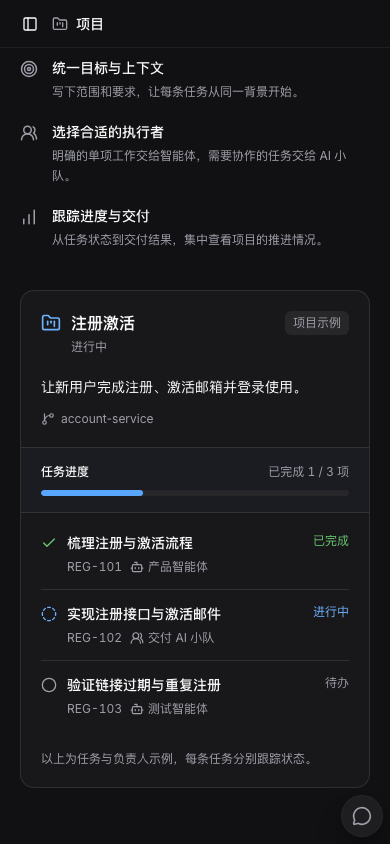 项目
统一目标与上下文
写下范围和要求，让每条任务从同一背景开始。
选择合适的执行者
明确的单项工作交给智能体，需要协作的任务交给 AI 小
队。
跟踪进度与交付
从任务状态到交付结果，集中查看项目的推进情况。
注册激活
项目示例
进行中
让新用户完成注册、激活邮箱并登录使用。
account-service
任务进度
已完成 1 / 3 项
梳理注册与激活流程
已完成
REG-101 产品智能体
实现注册接口与激活邮件
进行中
REG-102 交付 AI 小队
验证链接过期与重复注册
待办
REG-103 测试智能体
以上为任务与负责人示例，每条任务分别跟踪状态。